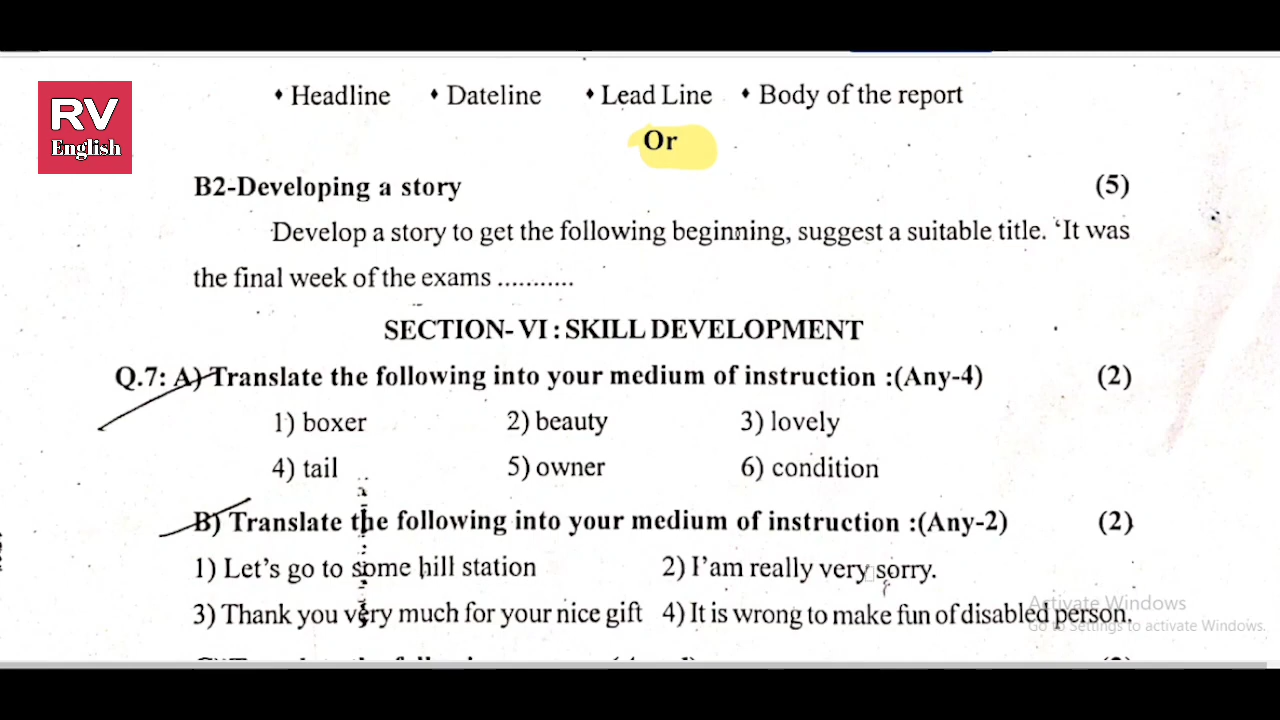 RV
English
• Headline • Dateline • Lead Line • Body of the report
Or
B2-Developing a story (5)
Develop a story to get the following beginning, suggest a suitable title. ‘It was
the final week of the exams ...........
SECTION- VI : SKILL DEVELOPMENT
Q.7: A) Translate the following into your medium of instruction :(Any-4) (2)
1) boxer 2) beauty 3) lovely
4) tail 5) owner 6) condition
B) Translate the following into your medium of instruction :(Any-2) (2)
1) Let’s go to some hill station 2) I’am really very sorry.
3) Thank you very much for your nice gift 4) It is wrong to make fun of disabled person.
Activate Windows
Go to Settings to activate Windows.